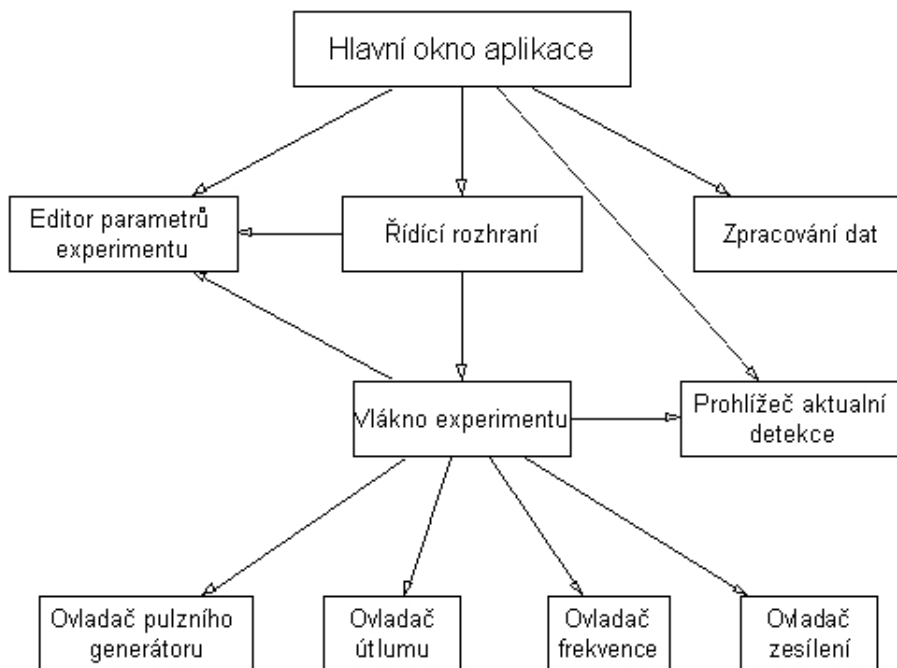 Hlavní okno aplikace
Editor parametrů
experimentu
Řídící rozhraní
Zpracování dat
Vlákno experimentu
Prohlížeč aktualní
detekce
Ovladač pulzního
generátoru
Ovladač
útlumu
Ovladač
frekvence
Ovladač
zesílení